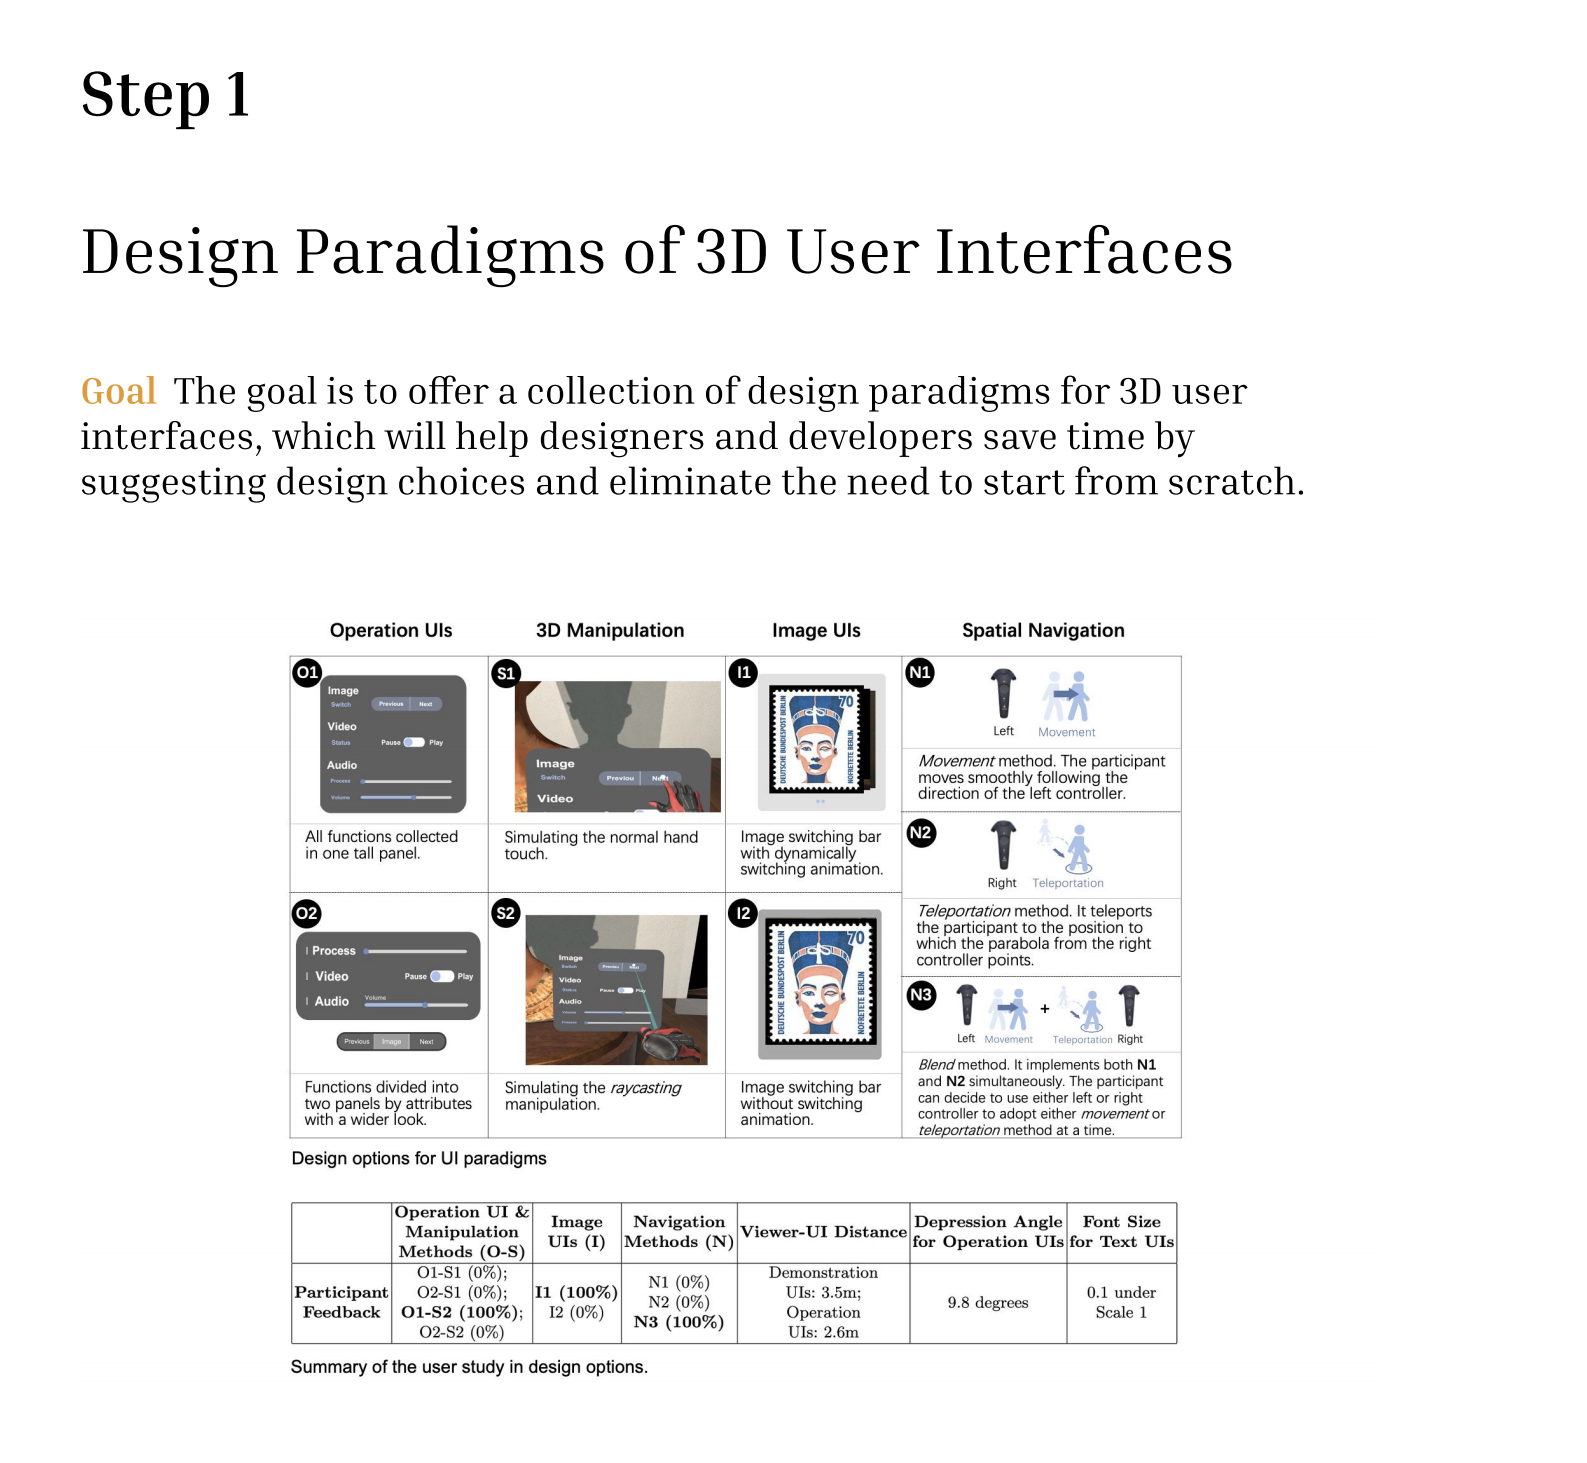 Step 1
Design Paradigms of 3D User Interfaces
Goal The goal is to offer a collection of design paradigms for 3D user
interfaces, which will help designers and developers save time by
suggesting design choices and eliminate the need to start from scratch.
Operation UIs
3D Manipulation
Image UIs
Spatial Navigation
O1
Image
Switch
Previous
Next
Video
Status
Pause
Play
Audio
Process
Volume
All functions collected
in one tall panel.
S1
Image
Switch
Previou
Next
Video
Simulating the normal hand
touch.
I1
70
DEUTSCHE BUNDESPOST BERLIN
NOFRETETE BERLIN
Image switching bar
with dynamically
switching animation.
N1
Left
Movement
Movement method. The participant
moves smoothly following the
direction of the left controller.
N2
Right
Teleportation
Teleportation method. It teleports
the participant to the position to
which the parabola from the right
controller points.
O2
Process
Video
Pause
Play
Audio
Volume
Previous
Image
Next
Functions divided into
two panels by attributes
with a wider look.
S2
Image
Switch
Previou
Next
Video
Status
Pause
Play
Audio
Volume
Process
Simulating the raycasting
manipulation.
I2
70
DEUTSCHE BUNDESPOST BERLIN
NOFRETETE BERLIN
Image switching bar
without switching
animation.
N3
Left
Movement
+
Teleportation
Right
Blend method. It implements both N1
and N2 simultaneously. The participant
can decide to use either left or right
controller to adopt either movement or
teleportation method at a time.
Design options for UI paradigms
Operation UI &
Manipulation
Methods (O-S)
Image
UIs (I)
Navigation
Methods (N)
Viewer-UI Distance
Depression Angle
for Operation UIs
Font Size
for Text UIs
Participant
Feedback
O1-S1 (0%);
O2-S1 (0%);
O1-S2 (100%);
O2-S2 (0%)
I1 (100%)
I2 (0%)
N1 (0%)
N2 (0%)
N3 (100%)
Demonstration
UIs: 3.5m;
Operation
UIs: 2.6m
9.8 degrees
0.1 under
Scale 1
Summary of the user study in design options.